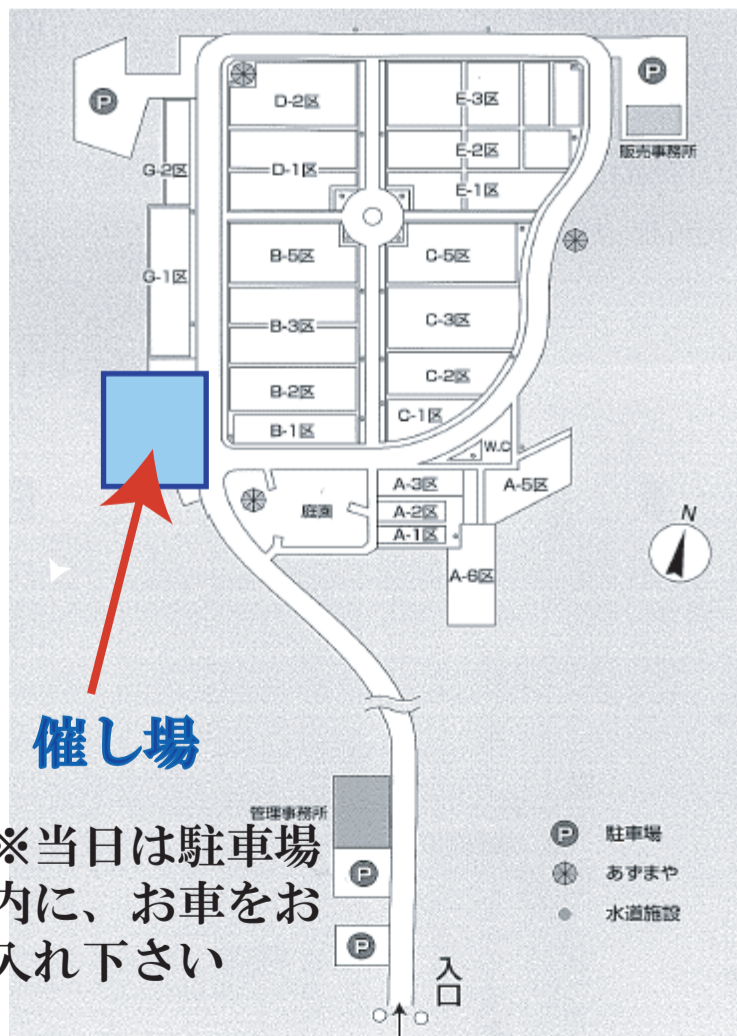 P
P
D-2区
E-3区
販売事務所
E-2区
G-2区
D-1区
E-1区
B-5区
C-5区
G-1区
B-3区
C-3区
B-2区
C-2区
C-1区
B-1区
W.C
A-3区
A-5区
庭園
A-2区
A-1区
N
A-6区
催し場
管理事務所
P 駐車場
※当日は駐車場
内に、お車をお
入れ下さい
P
あずまや
水道施設
P
入口